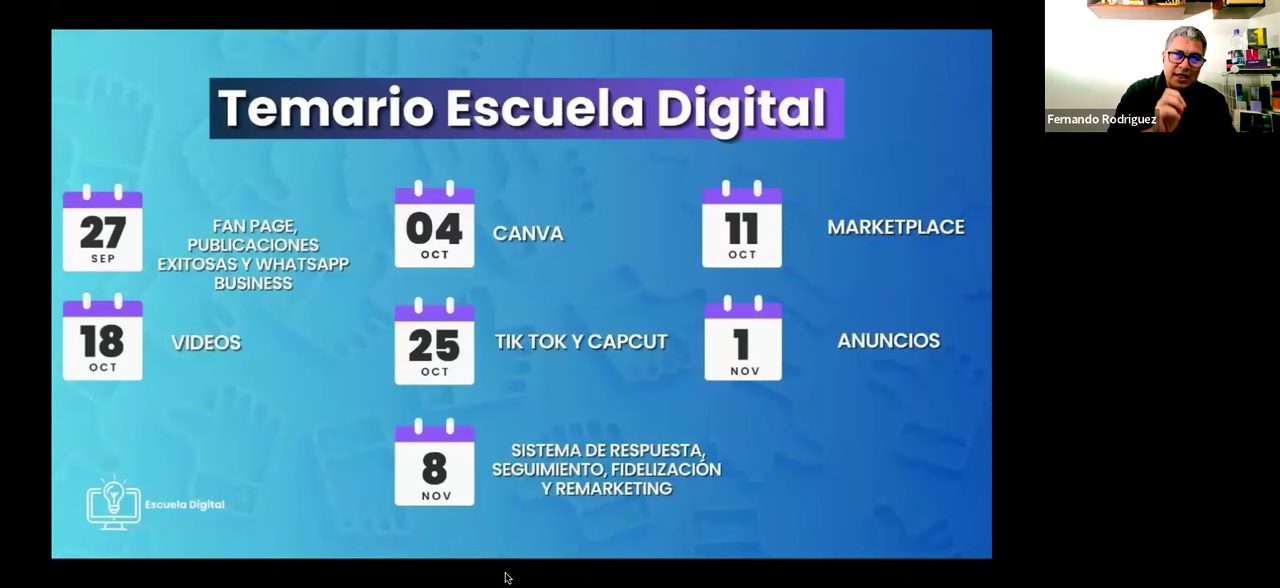 Temario Escuela Digital
27
SEP
FAN PAGE,
PUBLICACIONES
EXITOSAS Y WHATSAPP
BUSINESS
04
OCT
CANVA
11
OCT
MARKETPLACE
18
OCT
VIDEOS
25
OCT
TIK TOK Y CAPCUT
1
NOV
ANUNCIOS
8
NOV
SISTEMA DE RESPUESTA,
SEGUIMIENTO, FIDELIZACIÓN
Y REMARKETING
Escuela Digital
Fernando Rodriguez